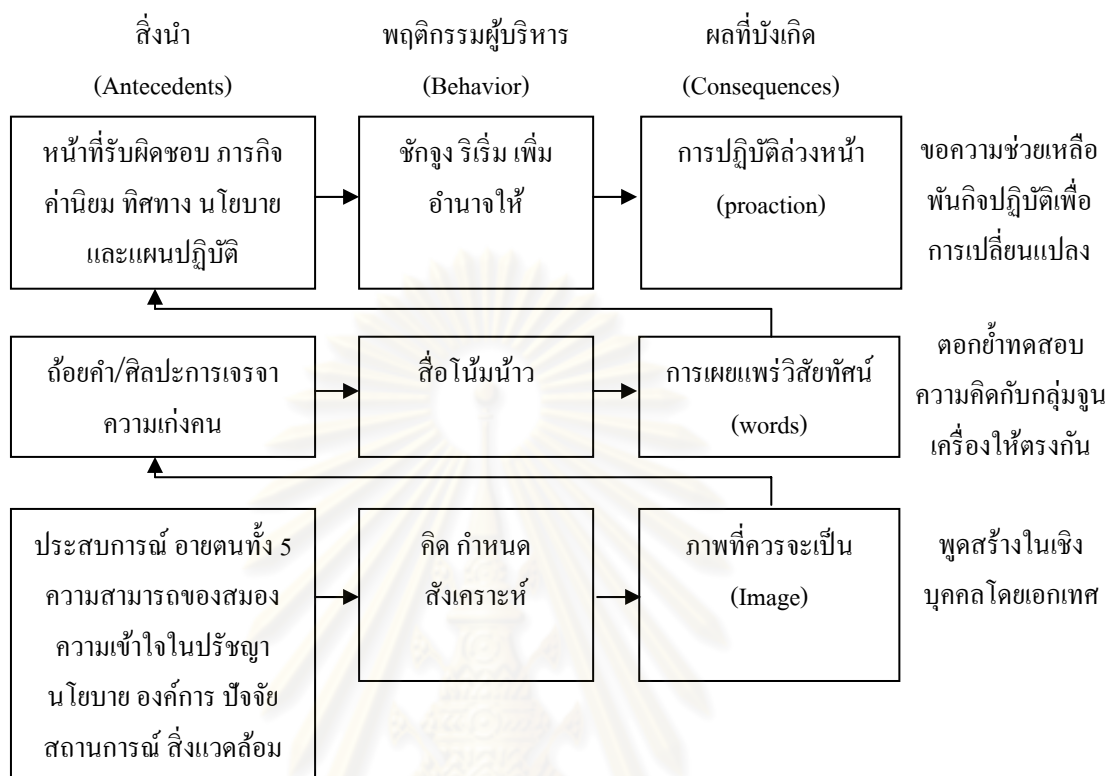 สิ่งนำ
(Antecedents)
พฤติกรรมผู้บริหาร
(Behavior)
ผลที่บังเกิด
(Consequences)
หน้าที่รับผิดชอบ ภารกิจ
ค่านิยม ทิศทาง นโยบาย
และแผนปฏิบัติ
ชักจูง ริเริ่ม เพิ่ม
อำนาจให้
การปฏิบัติล่วงหน้า
(proaction)
ขอความช่วยเหลือ
พันกิจปฏิบัติเพื่อ
การเปลี่ยนแปลง
ถ้อยคำ/ศิลปะการเจรจา
ความเก่งคน
สื่อโน้มน้าว
การเผยแพร่วิสัยทัศน์
(words)
ตอกย้ำทดสอบ
ความคิดกับกลุ่มจูน
เครื่องให้ตรงกัน
ประสบการณ์ อายตนทั้ง 5
ความสามารถของสมอง
ความเข้าใจในปรัชญา
นโยบาย องค์การ ปัจจัย
สถานการณ์ สิ่งแวดล้อม
คิด กำหนด
สังเคราะห์
ภาพที่ควรจะเป็น
(Image)
พูดสร้างในเชิง
บุคคลโดยเอกเทศ